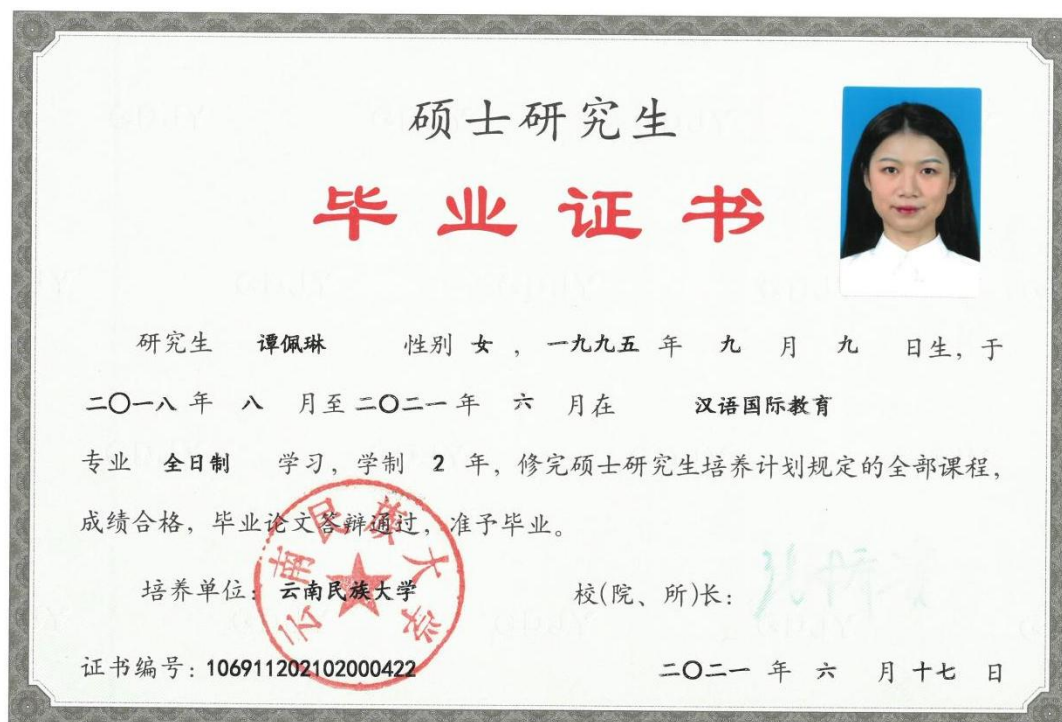 硕士研究生
毕业证书
研究生 谭佩琳 性别 女 , 一九九五 年 九 月 九 日生, 于
二〇一八 年 八 月至 二〇二一 年 六 月在 汉语国际教育
专业 全日制 学习, 学制 2 年, 修完硕士研究生培养计划规定的全部课程,
成绩合格, 毕业论文答辩通过, 准予毕业。
云南民族大学
培养单位: 云南民族大学 校(院、所)长:
证书编号: 106911202102000422 二〇二一 年 六 月 十七 日